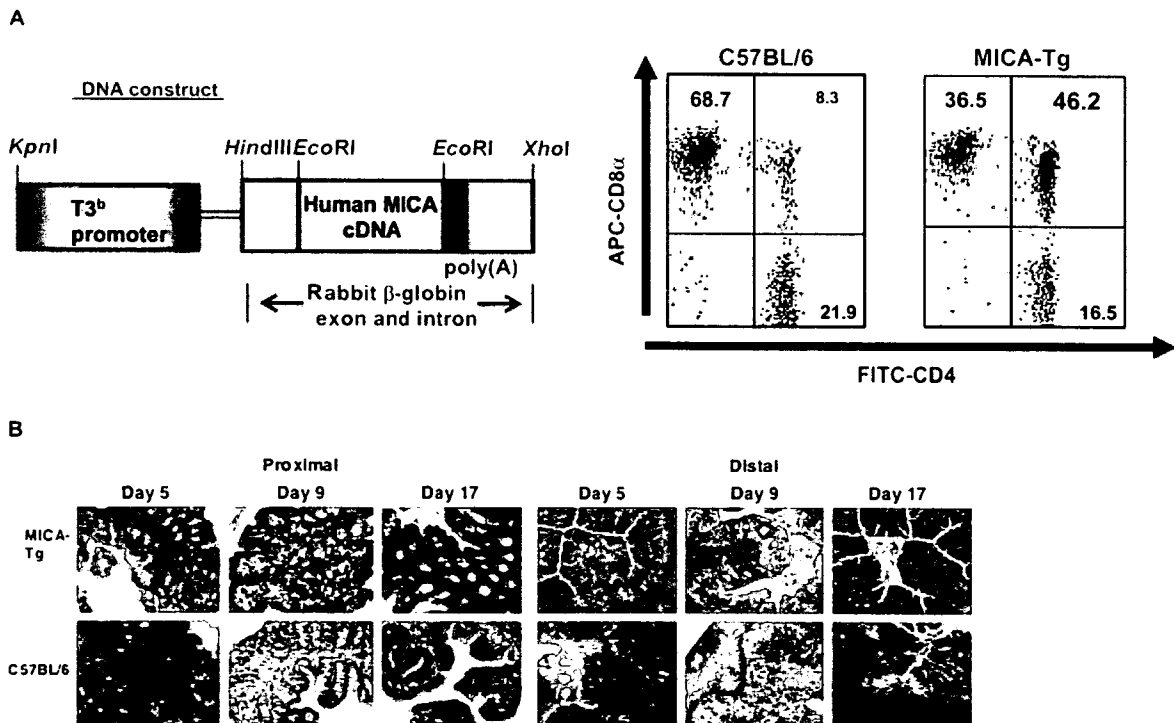 A
DNA construct
KpnI
HindIII EcoRI
EcoRI
XhoI
T3ᵇ
promoter
Human MICA
cDNA
poly(A)
Rabbit β-globin
exon and intron
C57BL/6
MICA-Tg
68.7
8.3
36.5
46.2
21.9
16.5
APC-CD8α
FITC-CD4
B
Proximal
Distal
Day 5
Day 9
Day 17
Day 5
Day 9
Day 17
MICA-
Tg
C57BL/6